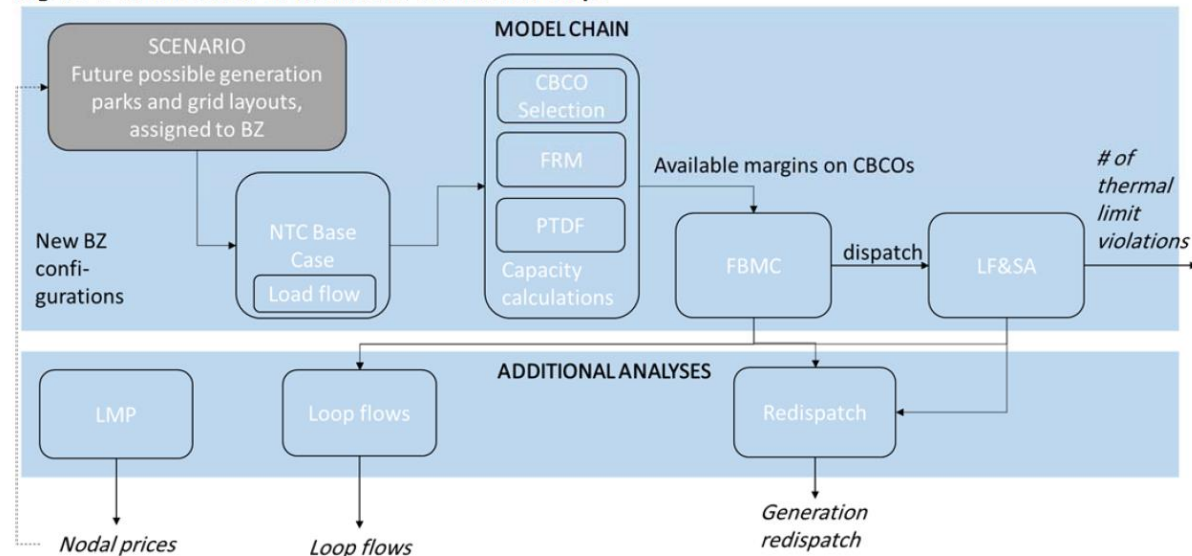 MODEL CHAIN
SCENARIO
Future possible generation
parks and grid layouts,
assigned to BZ
CBCO
Selection
FRM
PTDF
Capacity
calculations
NTC Base
Case
Load flow
New BZ
confi-
gurations
Available margins on CBCOs
FBMC
dispatch
LF&SA
# of
thermal
limit
violations
ADDITIONAL ANALYSES
LMP
Loop flows
Redispatch
Nodal prices
Loop flows
Generation
redispatch